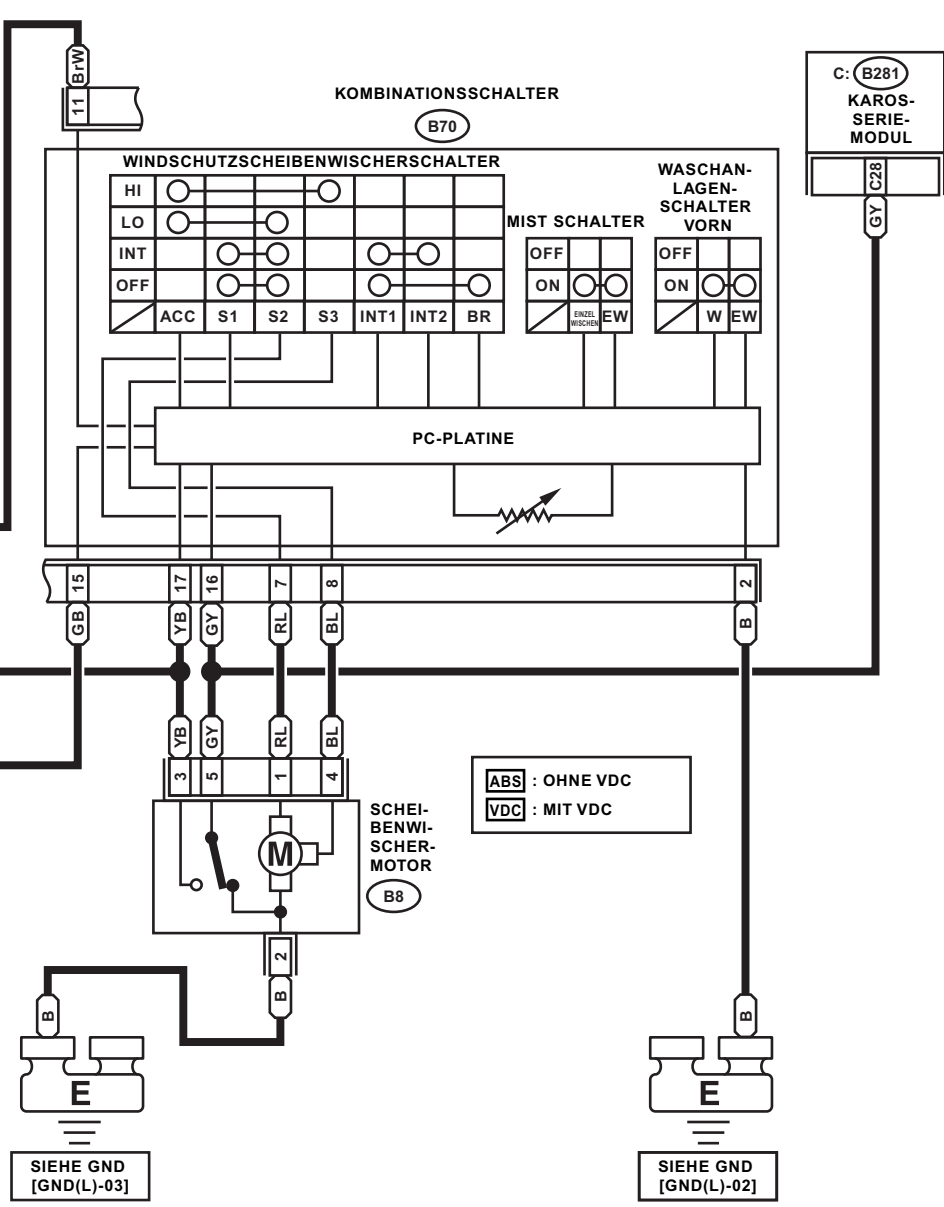 BrW
11
KOMBINATIONSSCHALTER
B70
C: B281
KAROS-
SERIE-
MODUL
C28
GY
WINDSCHUTZSCHEIBENWISCHERSCHALTER
HI
LO
INT
OFF
ACC S1 S2 S3 INT1 INT2 BR
MIST SCHALTER
OFF
ON
EINZEL
WISCHEN
EW
WASCHAN-
LAGEN-
SCHALTER
VORN
OFF
ON
W EW
PC-PLATINE
15 17 16 7 8 2
GB YB GY RL BL B
YB GY RL BL
3 5 1 4
M
SCHEI-
BENWI-
SCHER-
MOTOR
B8
ABS : OHNE VDC
VDC : MIT VDC
2
B
B
B
E
E
SIEHE GND
[GND(L)-03]
SIEHE GND
[GND(L)-02]